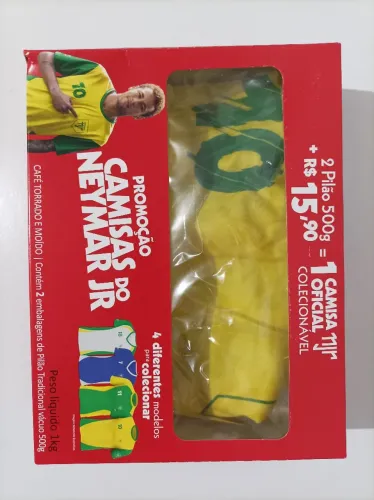 PROMOÇÃO
CAMISAS DO
NEYMAR JR
CAFÉ TORRADO E MOÍDO | Contém 2 embalagens de Pilão Tradicional vácuo 500g
Peso líquido 1kg
4 diferentes modelos
para colecionar
2 Pilão 500g
+ R$ 15,90
=
1 CAMISA
OFICIAL
njr
COLECIONÁVEL
10